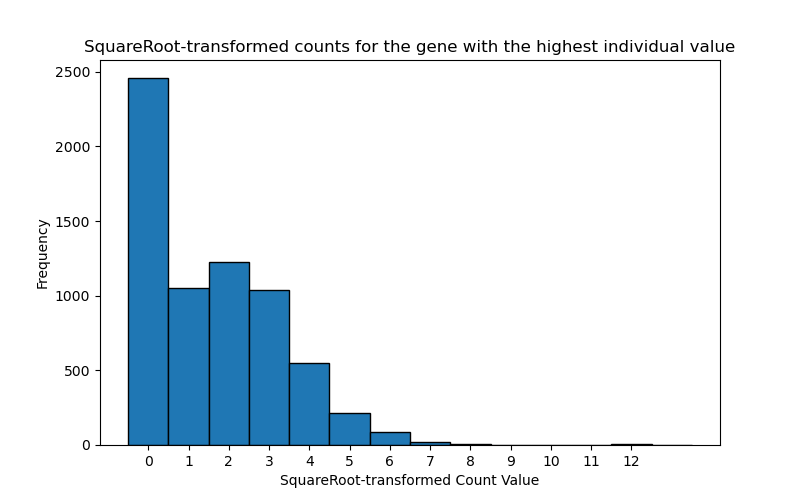 SquareRoot-transformed counts for the gene with the highest individual value
2500
2000
1500
1000
500
0
Frequency
0 1 2 3 4 5 6 7 8 9 10 11 12
SquareRoot-transformed Count Value